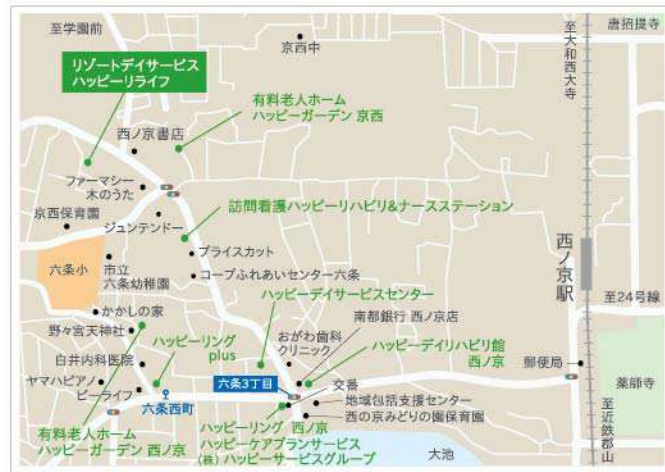 至学園前
京西中
唐招提寺
至大和西大寺
リゾートデイサービス
ハッピーリライフ
有料老人ホーム
ハッピーガーデン 京西
西ノ京書店
ファーマシー
木のうた
京西保育園
ジュンテンドー
訪問看護ハッピーリハビリ&ナースステーション
プライスカット
六条小
市立
六条幼稚園
コープふれあいセンター六条
西ノ京駅
かかしの家
ハッピーデイサービスセンター
至24号線
野々宮天神社
ハッピーリング
plus
南都銀行 西ノ京店
おがわ歯科
クリニック
ハッピーデイリハビリ館
西ノ京
白井内科医院
郵便局
ヤマハピアノ
ビーライフ
六条3丁目
交番
薬師寺
六条西町
地域包括支援センター
西の京みどりの園保育園
有料老人ホーム
ハッピーガーデン 西ノ京
ハッピーリング 西ノ京
ハッピーケアプランサービス
(株)ハッピーサービスグループ
大池
至近鉄郡山